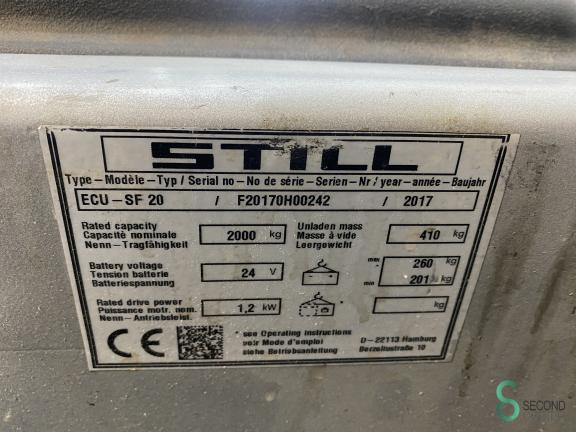 STILL
Type – Modèle – Typ / Serial no – No de série – Serien – Nr / year – année – Baujahr
ECU – SF 20 / F20170H00242 / 2017
Rated capacity
Capacité nominale
Nenn – Tragfähigkeit
2000 kg
Unladen mass
Masse à vide
Leergewicht
410 kg
Battery voltage
Tension batterie
Batteriespannung
24 V
max 260 kg
min 201 kg
Rated drive power
Puissance motr. nom.
Nenn – Antriebsleist.
1,2 kW
kg
CE
* see Operating instructions
voir Mode d'emploi
siehe Betriebsanleitung
D – 22113 Hamburg
Berzeliusstraße 10
S SECOND